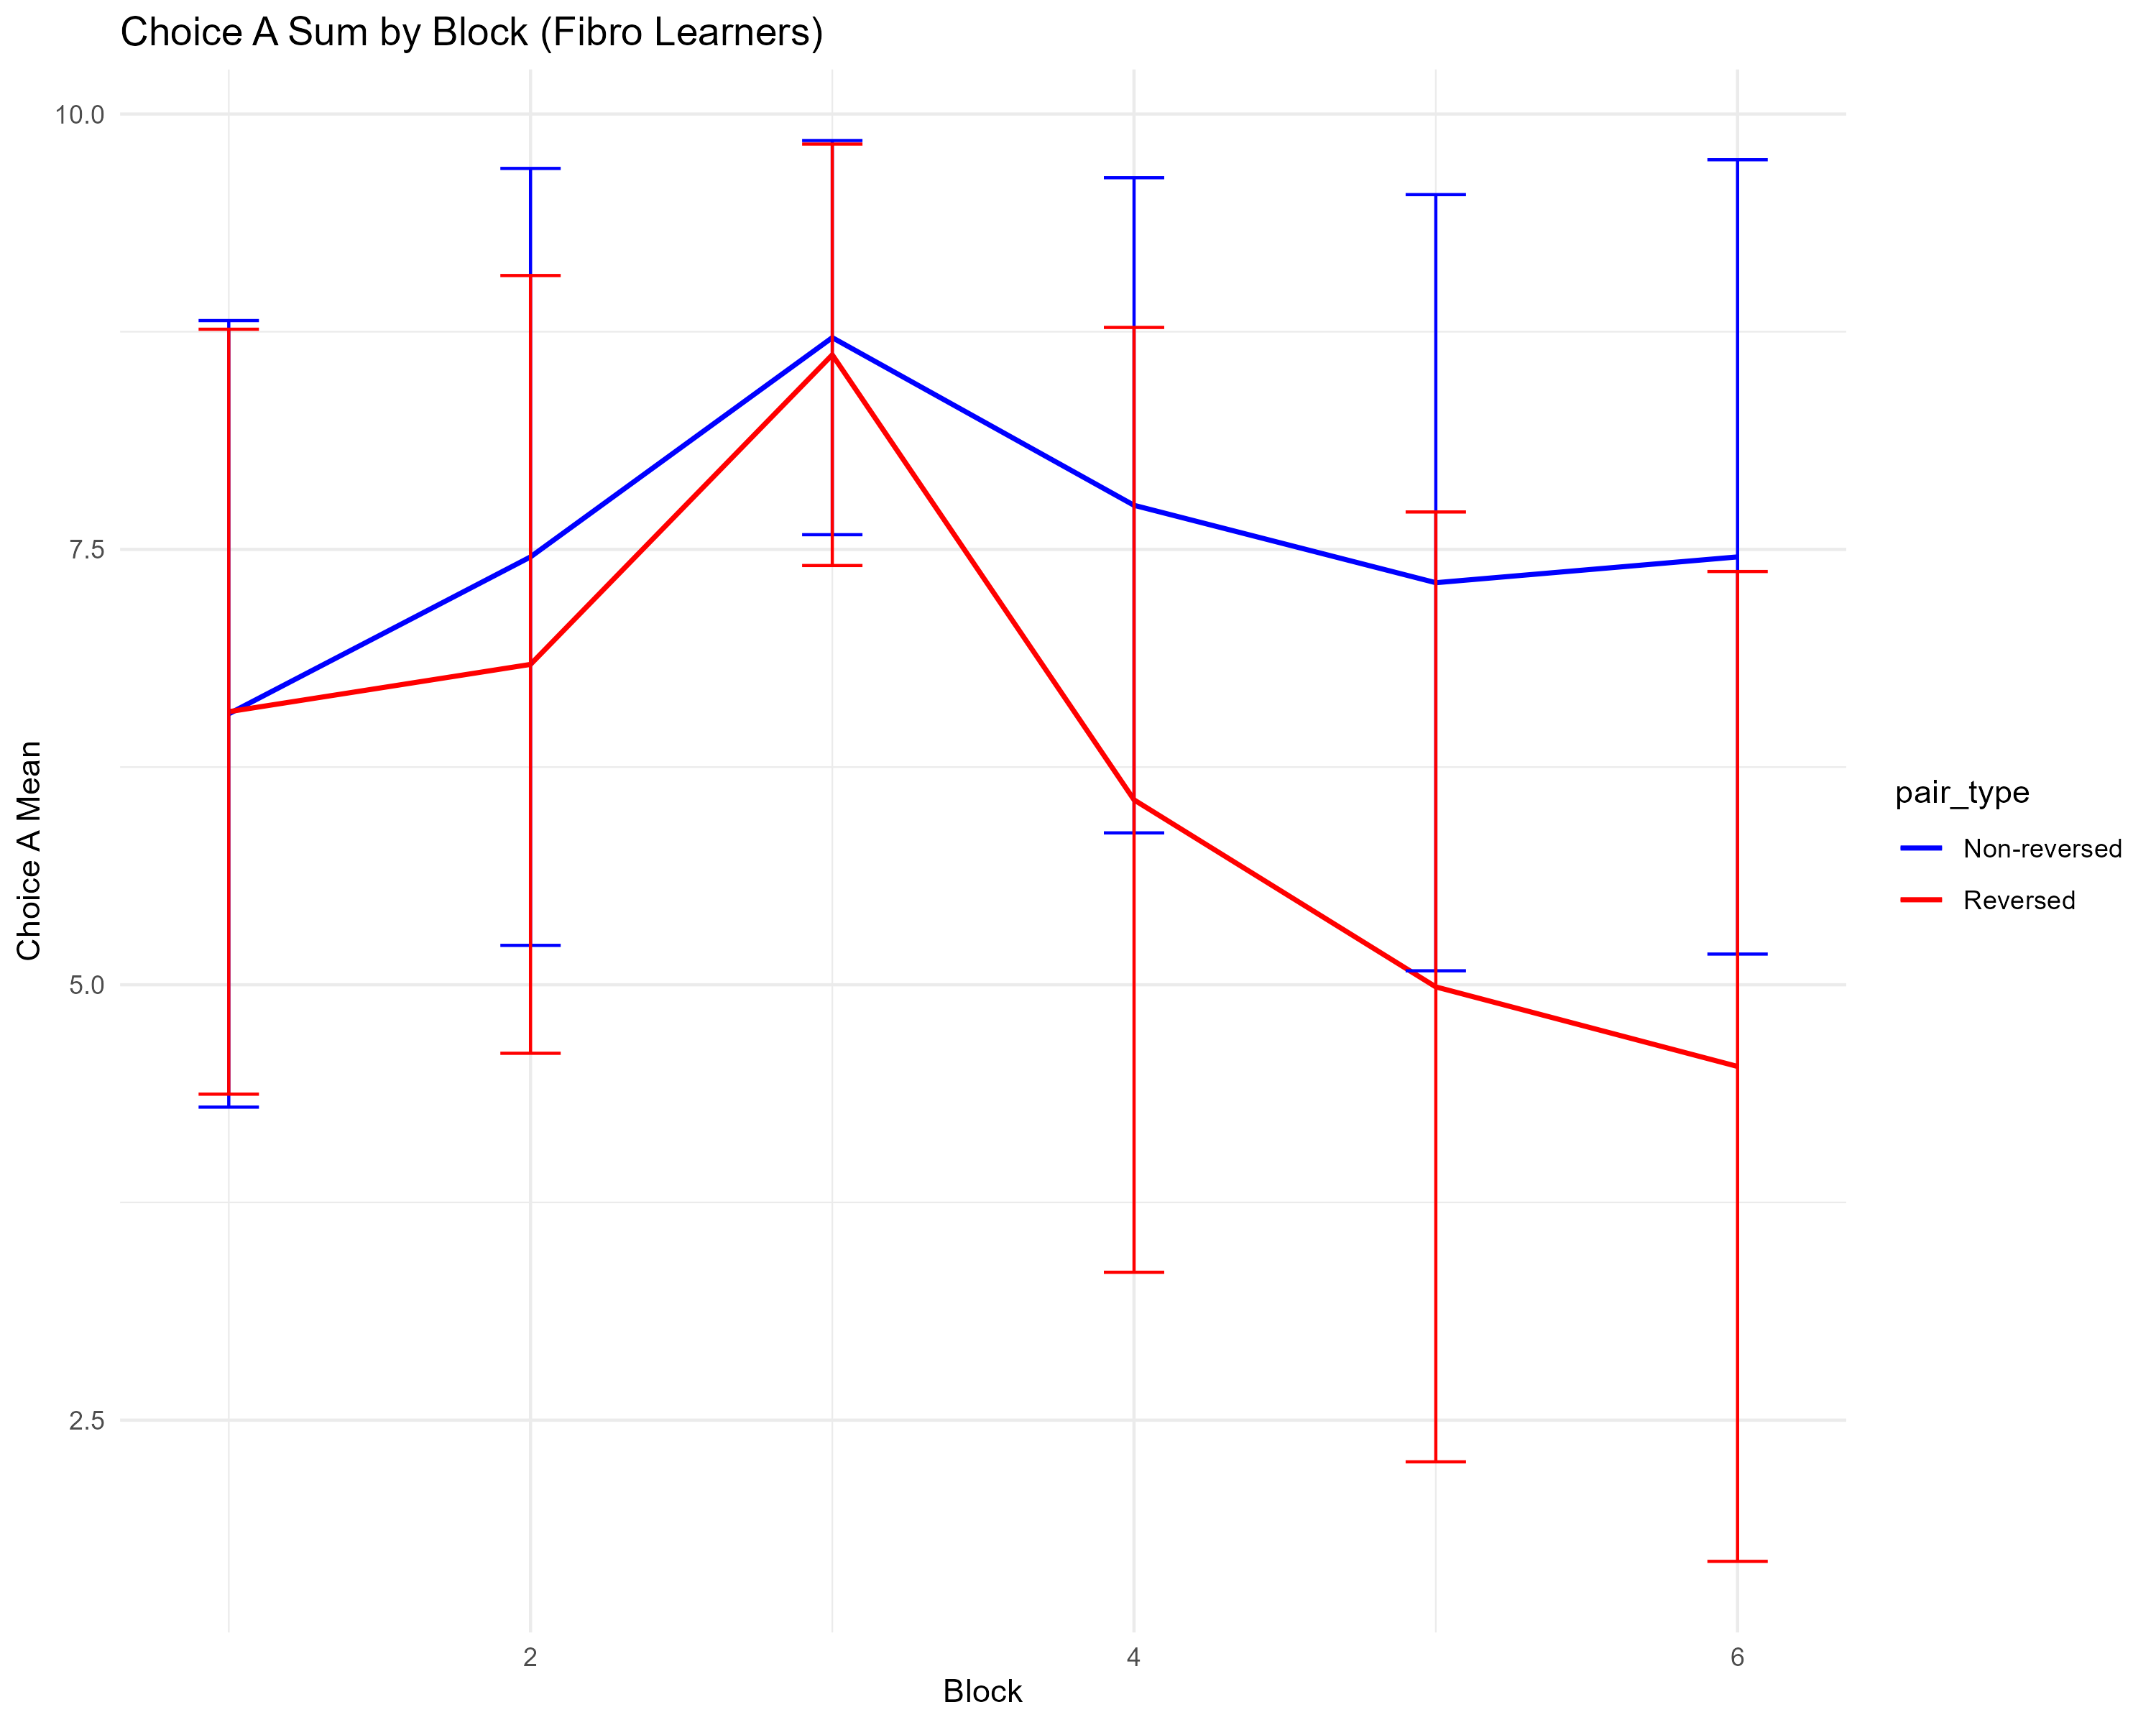 Choice A Sum by Block (Fibro Learners)
10.0
7.5
5.0
2.5
Choice A Mean
2
4
6
Block
pair_type
Non-reversed
Reversed